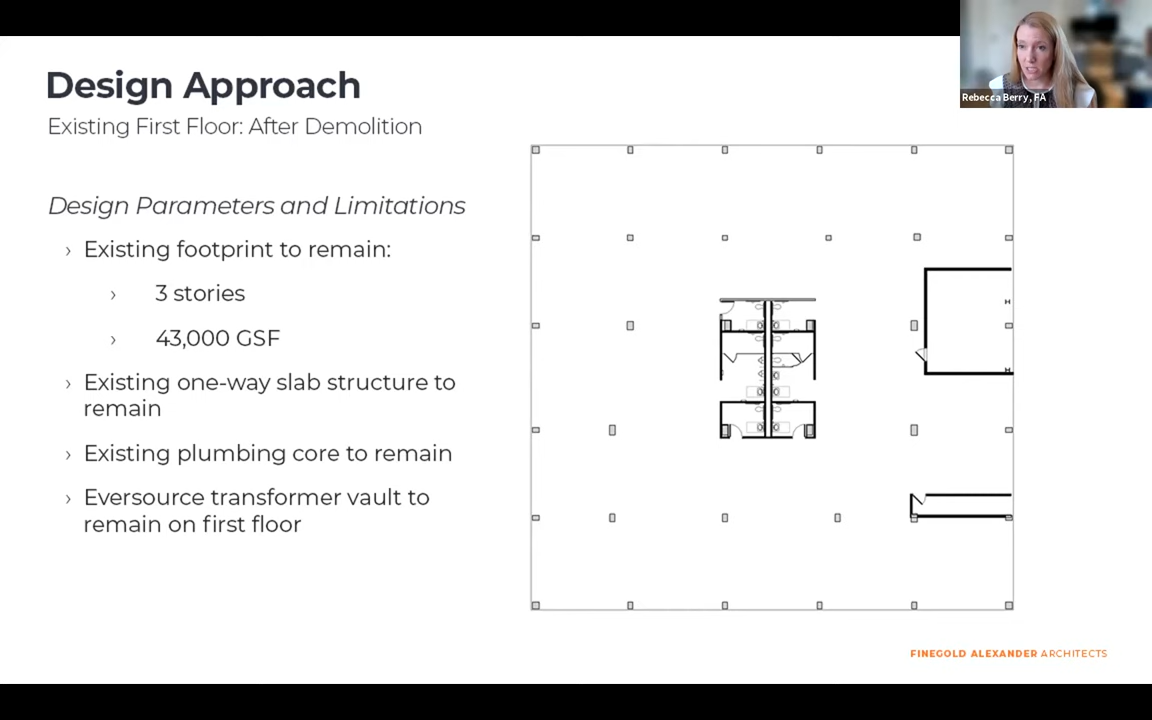 Design Approach
Existing First Floor: After Demolition
Design Parameters and Limitations
› Existing footprint to remain:
› 3 stories
› 43,000 GSF
› Existing one-way slab structure to
remain
› Existing plumbing core to remain
› Eversource transformer vault to
remain on first floor
Rebecca Berry, FA
H
H
FINEGOLD ALEXANDER ARCHITECTS